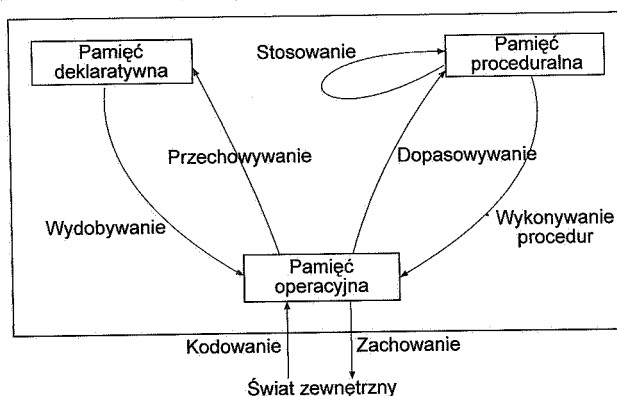 Pamięć
deklaratywna
Stosowanie
Pamięć
proceduralna
Przechowywanie
Dopasowywanie
Wydobywanie
Wykonywanie
procedur
Pamięć
operacyjna
Kodowanie
Zachowanie
Świat zewnętrzny